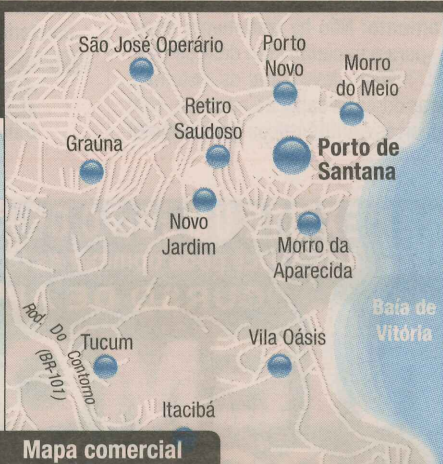 São José Operário
Porto
Novo
Morro
do Meio
Retiro
Saudoso
Graúna
Porto de
Santana
Novo
Jardim
Morro da
Aparecida
Baía de
Vitória
Rod. Do Contorno
(BR-101)
Tucum
Vila Oásis
Itacibá
Mapa comercial